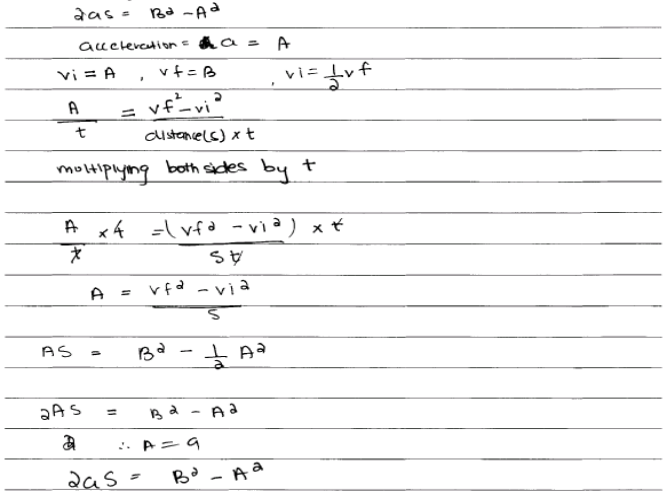 2as = B² - A²
acceleration = a = A
vi = A , vf = B , vi = 1/2 vf
A/t = vf² - vi² / distance(s) x t
multiplying both sides by t
A/t x t = (vf² - vi²) x t / s t
A = vf² - vi² / s
AS = B² - 1/2 A²
2AS = B² - A²
2 ∴ A = a
2aS = B² - A²